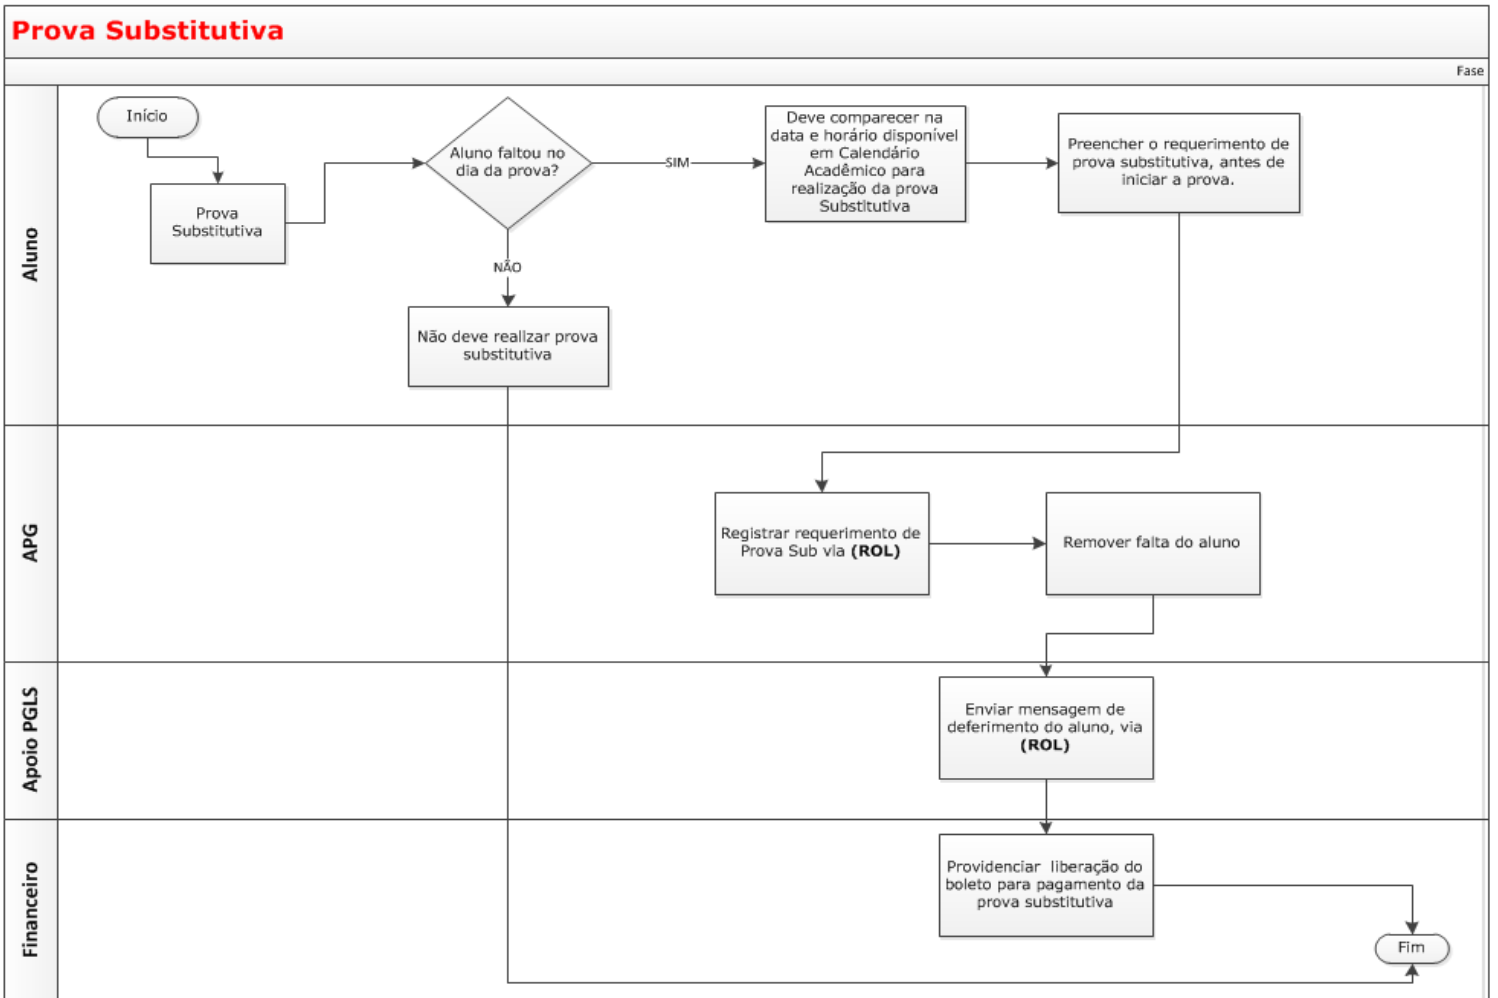 Prova Substitutiva
Fase
Aluno
Início
Prova
Substitutiva
Aluno faltou no
dia da prova?
SIM
NÃO
Não deve realizar prova
substitutiva
Deve comparecer na
data e horário disponível
em Calendário
Acadêmico para
realização da prova
Substitutiva
Preencher o requerimento de
prova substitutiva, antes de
iniciar a prova.
APG
Registrar requerimento de
Prova Sub via (ROL)
Remover falta do aluno
Apoio PGLS
Enviar mensagem de
deferimento do aluno, via
(ROL)
Financeiro
Providenciar liberação do
boleto para pagamento da
prova substitutiva
Fim